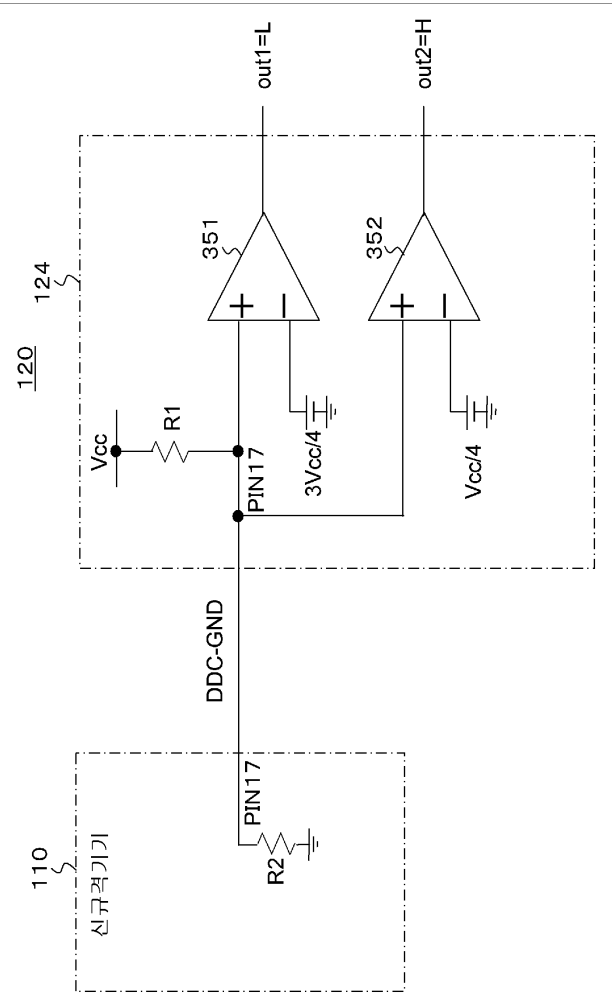 120
110
신규격기기
PIN17
R2
DDC-GND
124
Vcc
R1
PIN17
351
+
−
3Vcc/4
out1=L
352
+
−
Vcc/4
out2=H